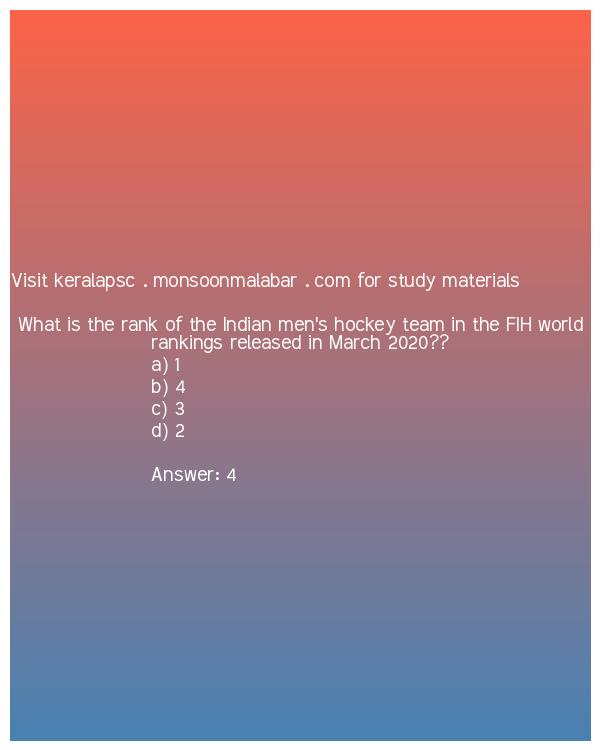 Visit keralapsc . monsoonmalabar . com for study materials
What is the rank of the Indian men's hockey team in the FIH world
rankings released in March 2020??
a) 1
b) 4
c) 3
d) 2
Answer: 4